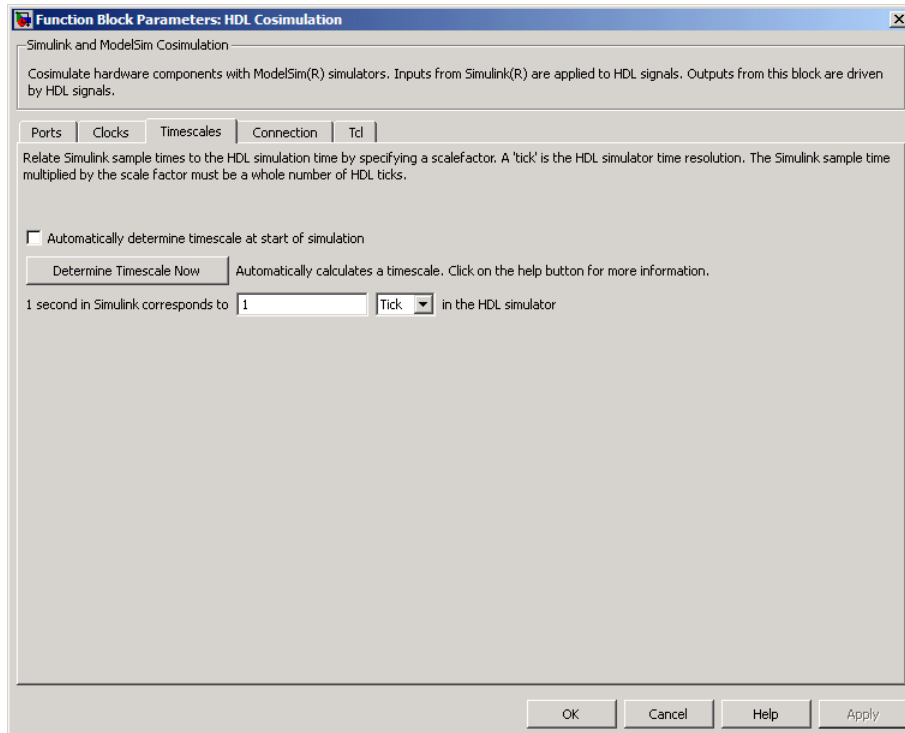 Function Block Parameters: HDL Cosimulation
Simulink and ModelSim Cosimulation
Cosimulate hardware components with ModelSim(R) simulators. Inputs from Simulink(R) are applied to HDL signals. Outputs from this block are driven
by HDL signals.
Ports Clocks Timescales Connection Tcl
Relate Simulink sample times to the HDL simulation time by specifying a scalefactor. A 'tick' is the HDL simulator time resolution. The Simulink sample time
multiplied by the scale factor must be a whole number of HDL ticks.
Automatically determine timescale at start of simulation
Determine Timescale Now Automatically calculates a timescale. Click on the help button for more information.
1 second in Simulink corresponds to 1 Tick in the HDL simulator
OK Cancel Help Apply